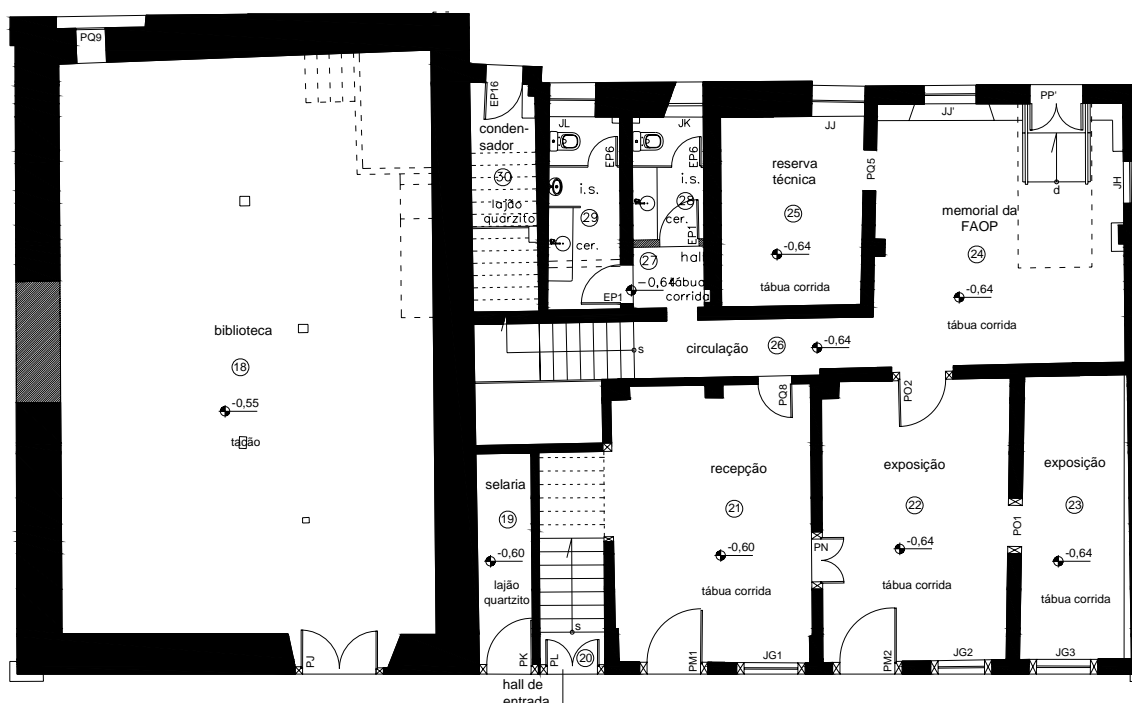 PQ9
EP16
conden-
sador
30
lajão
quarzito
JL
EP6
i.s.
29
cer.
EP1
JK
EP6
i.s.
28
cer.
EP1
27
hall
-0,64
tábua
corrida
JJ
reserva
técnica
25
-0,64
tábua corrida
PQ5
JJ'
PP'
d
JH
memorial da
FAOP
24
-0,64
tábua corrida
biblioteca
18
-0,55
s
circulação
26
-0,64
PQ8
PO2
selaria
19
-0,60
lajão
quartzito
recepção
21
-0,60
tábua corrida
exposição
22
-0,64
tábua corrida
PN
PO1
exposição
23
-0,64
tábua corrida
PJ
PK
PL
s
20
hall de
entrada
PM1
JG1
PM2
JG2
JG3